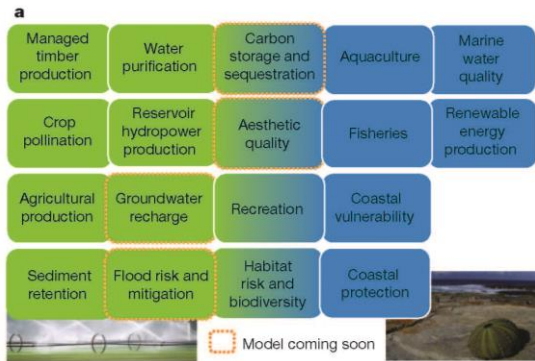 a
Managed
timber
production
Water
purification
Carbon
storage and
sequestration
Aquaculture
Marine
water
quality
Crop
pollination
Reservoir
hydropower
production
Aesthetic
quality
Fisheries
Renewable
energy
production
Agricultural
production
Groundwater
recharge
Recreation
Coastal
vulnerability
Sediment
retention
Flood risk and
mitigation
Habitat
risk and
biodiversity
Coastal
protection
Model coming soon